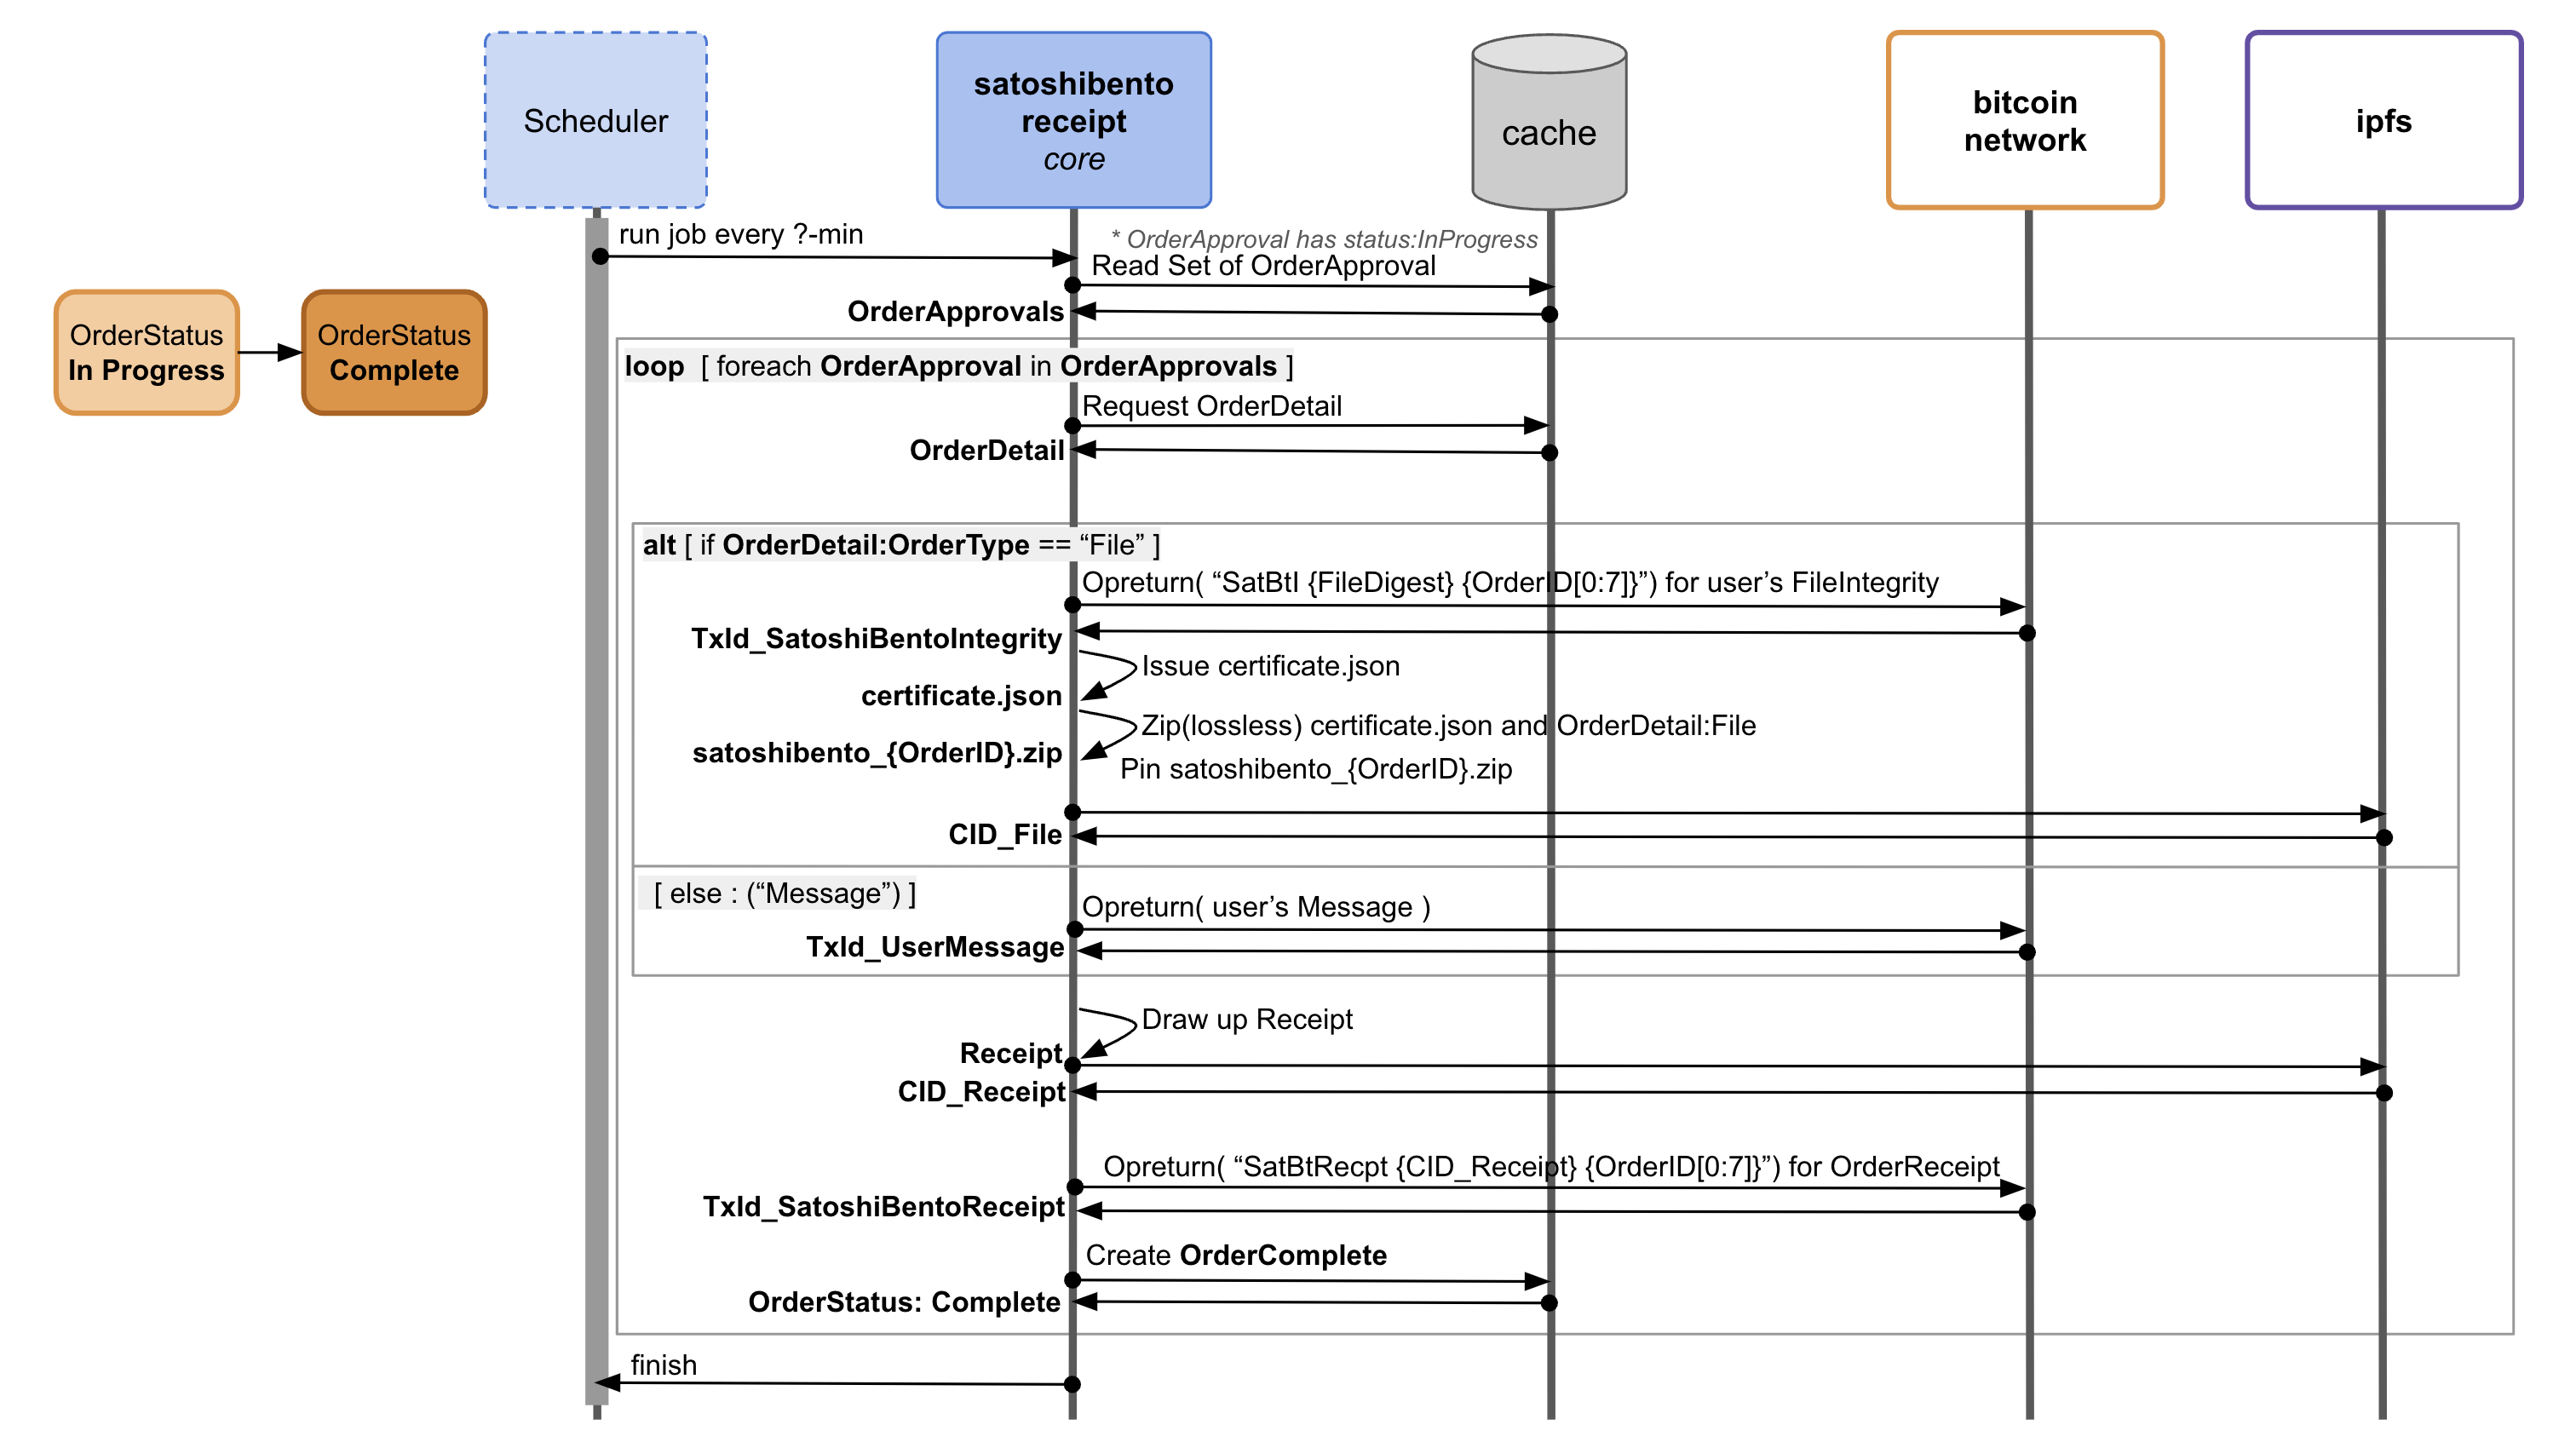 Scheduler
satoshibento
receipt
core
cache
bitcoin
network
ipfs
run job every ?-min
* OrderApproval has status:InProgress
Read Set of OrderApproval
OrderApprovals
OrderStatus
In Progress
OrderStatus
Complete
loop [ foreach OrderApproval in OrderApprovals ]
Request OrderDetail
OrderDetail
alt [ if OrderDetail:OrderType == “File” ]
Opreturn( “SatBtI {FileDigest} {OrderID[0:7]}”) for user’s FileIntegrity
TxId_SatoshiBentoIntegrity
Issue certificate.json
certificate.json
Zip(lossless) certificate.json and OrderDetail:File
satoshibento_{OrderID}.zip
Pin satoshibento_{OrderID}.zip
CID_File
[ else : (“Message”) ]
Opreturn( user’s Message )
TxId_UserMessage
Draw up Receipt
Receipt
CID_Receipt
Opreturn( “SatBtRecpt {CID_Receipt} {OrderID[0:7]}”) for OrderReceipt
TxId_SatoshiBentoReceipt
Create OrderComplete
OrderStatus: Complete
finish